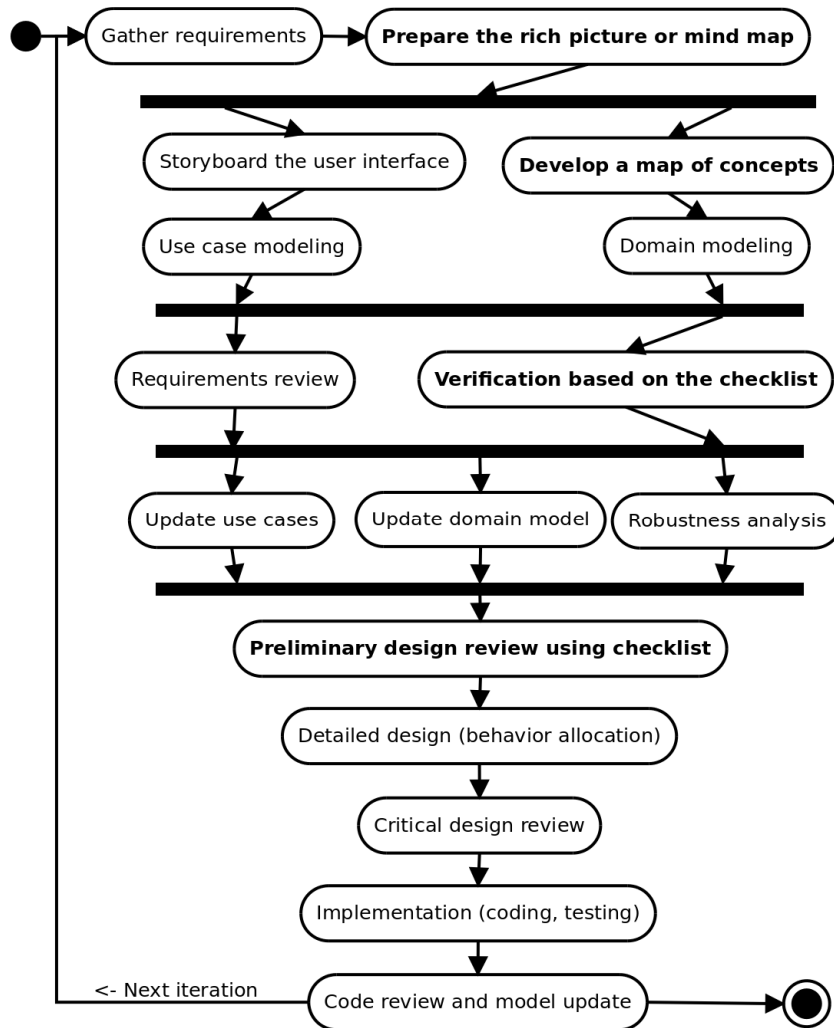 Gather requirements
Prepare the rich picture or mind map
Storyboard the user interface
Develop a map of concepts
Use case modeling
Domain modeling
Requirements review
Verification based on the checklist
Update use cases
Update domain model
Robustness analysis
Preliminary design review using checklist
Detailed design (behavior allocation)
Critical design review
Implementation (coding, testing)
<- Next iteration
Code review and model update